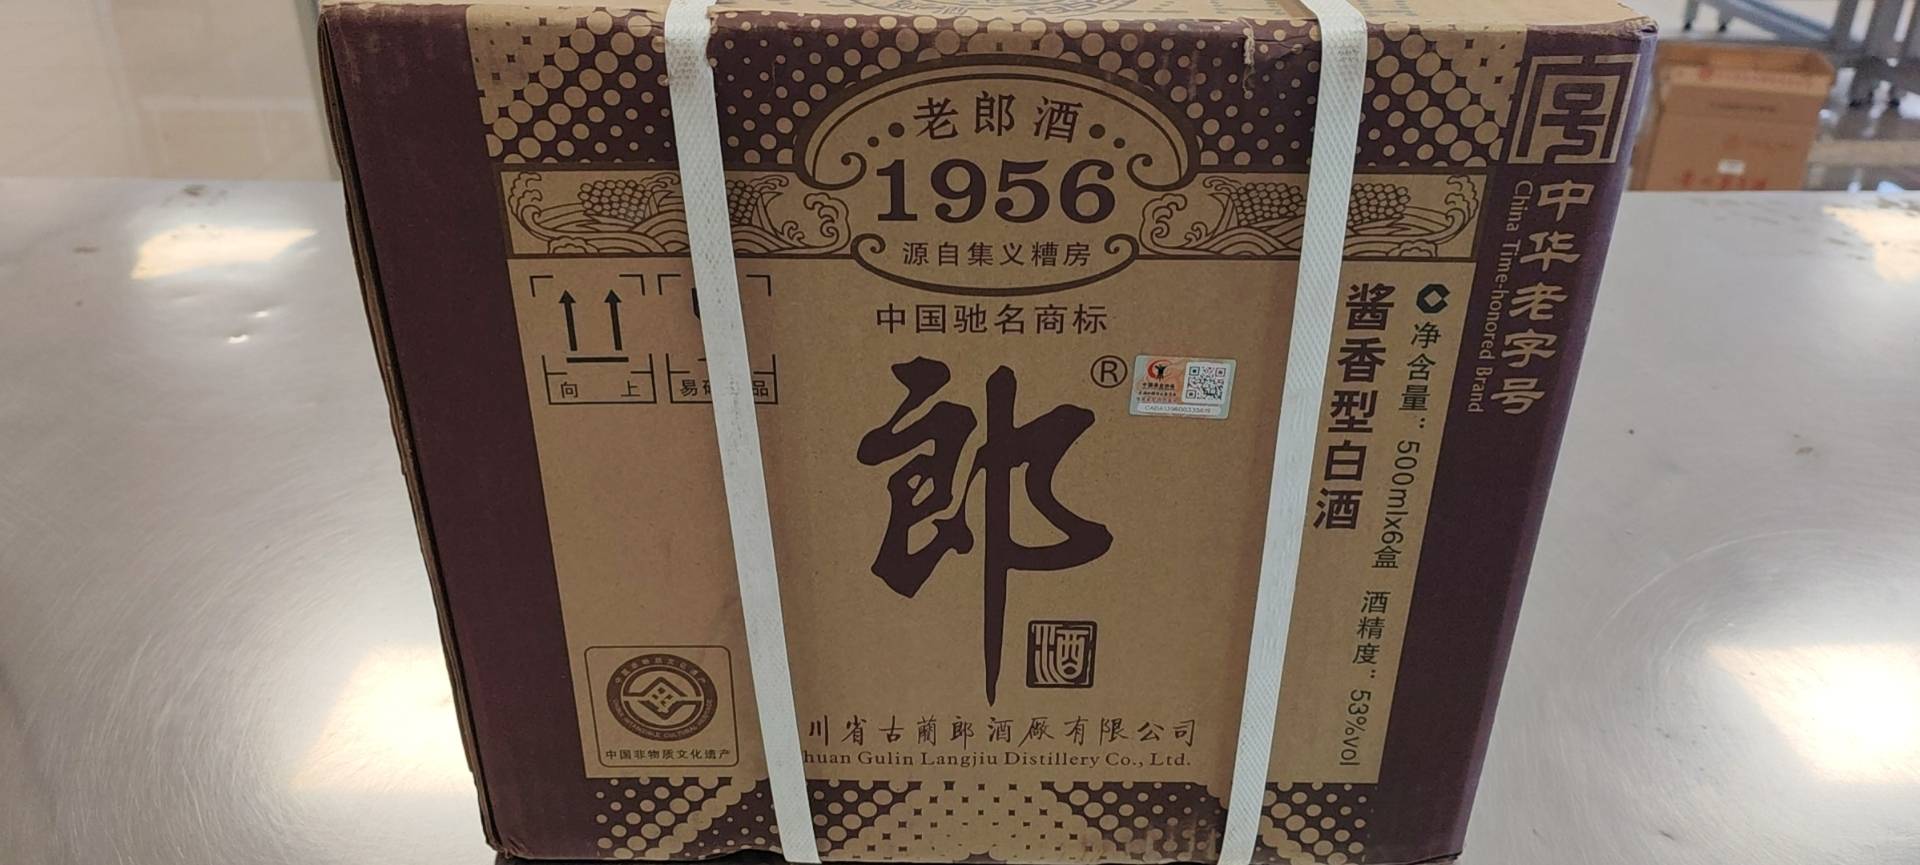 老郎酒
1956
源自集义糟房
中国驰名商标
郎
®
酒
川省古蔺郎酒廠有限公司
huan Gulin Langjiu Distillery Co., Ltd.
向上
易 品
中国非物质文化遗产
酱香型白酒
净含量：500mlx6盒 酒精度：53%vol
中华老字号
China Time-honored Brand